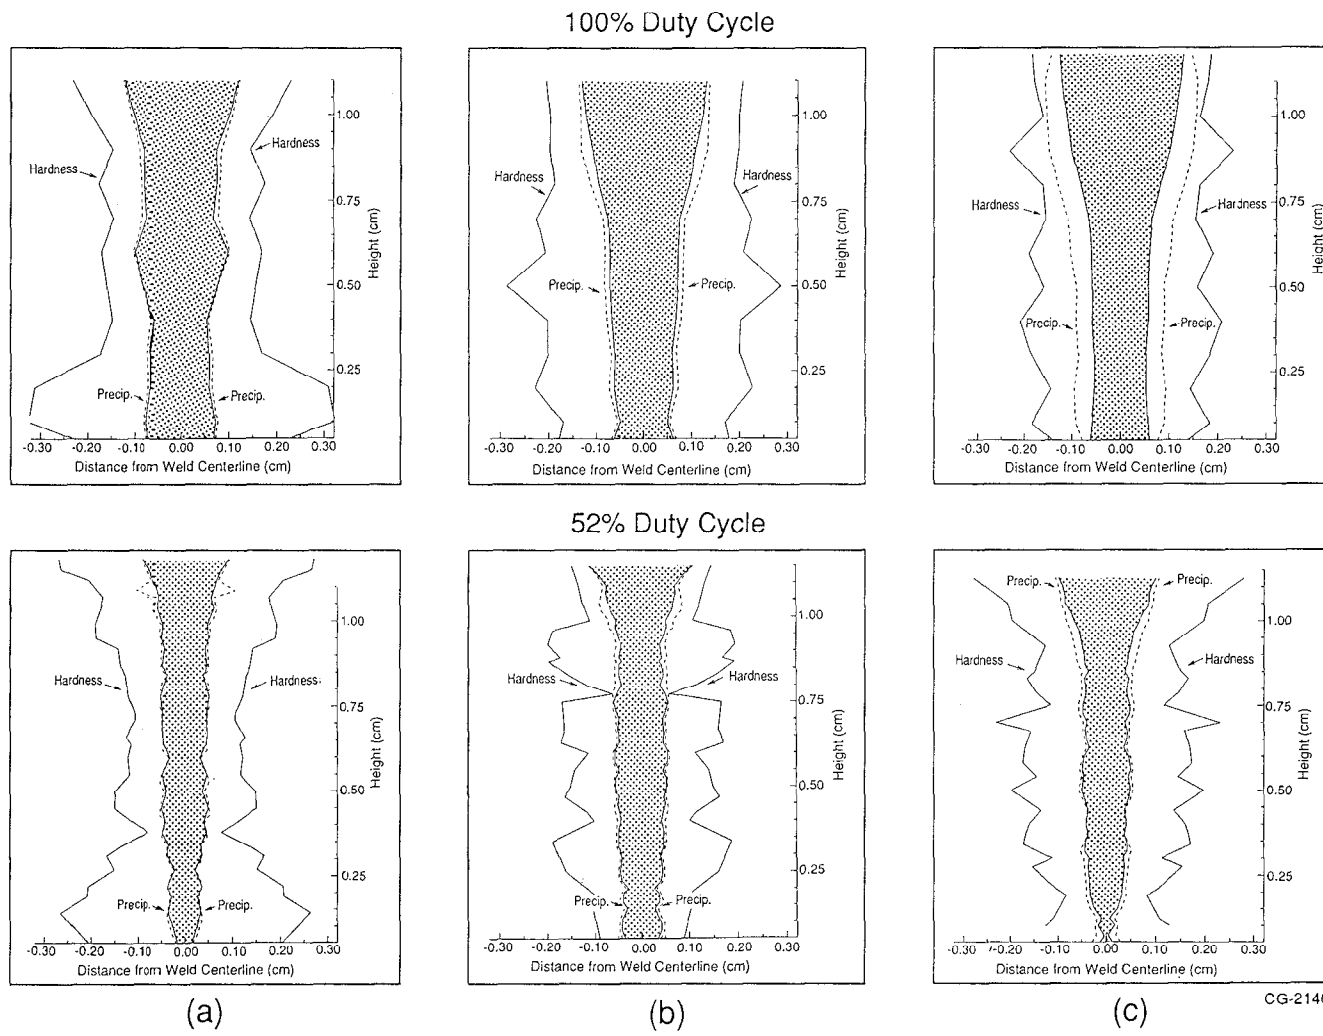 100% Duty Cycle
Hardness
Hardness
Precip.
Precip.
1.00
0.75
0.50
0.25
Height (cm)
-0.30 -0.20 -0.10 0.00 0.10 0.20 0.30
Distance from Weld Centerline (cm)
Hardness
Hardness
Precip.
Precip.
1.00
0.75
0.50
0.25
Height (cm)
-0.30 -0.20 -0.10 0.00 0.10 0.20 0.30
Distance from Weld Centerline (cm)
Hardness
Hardness
Precip.
Precip.
1.00
0.75
0.50
0.25
Height (cm)
-0.30 -0.20 -0.10 0.00 0.10 0.20 0.30
Distance from Weld Centerline (cm)
52% Duty Cycle
Hardness
Hardness
Precip.
Precip.
1.00
0.75
0.50
0.25
Height (cm)
-0.30 -0.20 -0.10 0.00 0.10 0.20 0.30
Distance from Weld Centerline (cm)
Hardness
Hardness
Precip.
Precip.
1.00
0.75
0.50
0.25
Height (cm)
-0.30 -0.20 -0.10 0.00 0.10 0.20 0.30
Distance from Weld Centerline (cm)
Precip.
Precip.
Hardness
Hardness
1.00
0.75
0.50
0.25
Height (cm)
-0.30 -0.20 -0.10 0.00 0.10 0.20 0.30
Distance from Weld Centerline (cm)
(a)
(b)
(c)